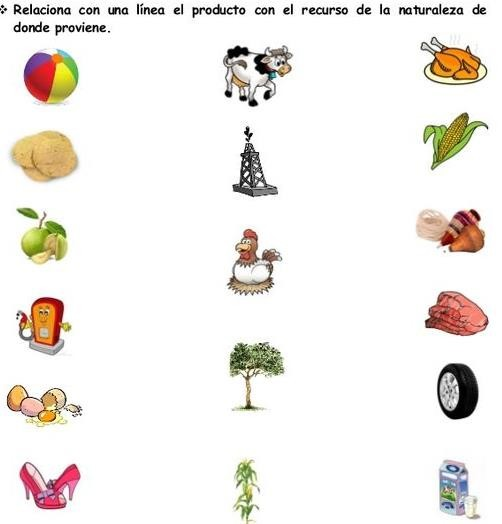 ❖ Relaciona con una línea el producto con el recurso de la naturaleza de
donde proviene.